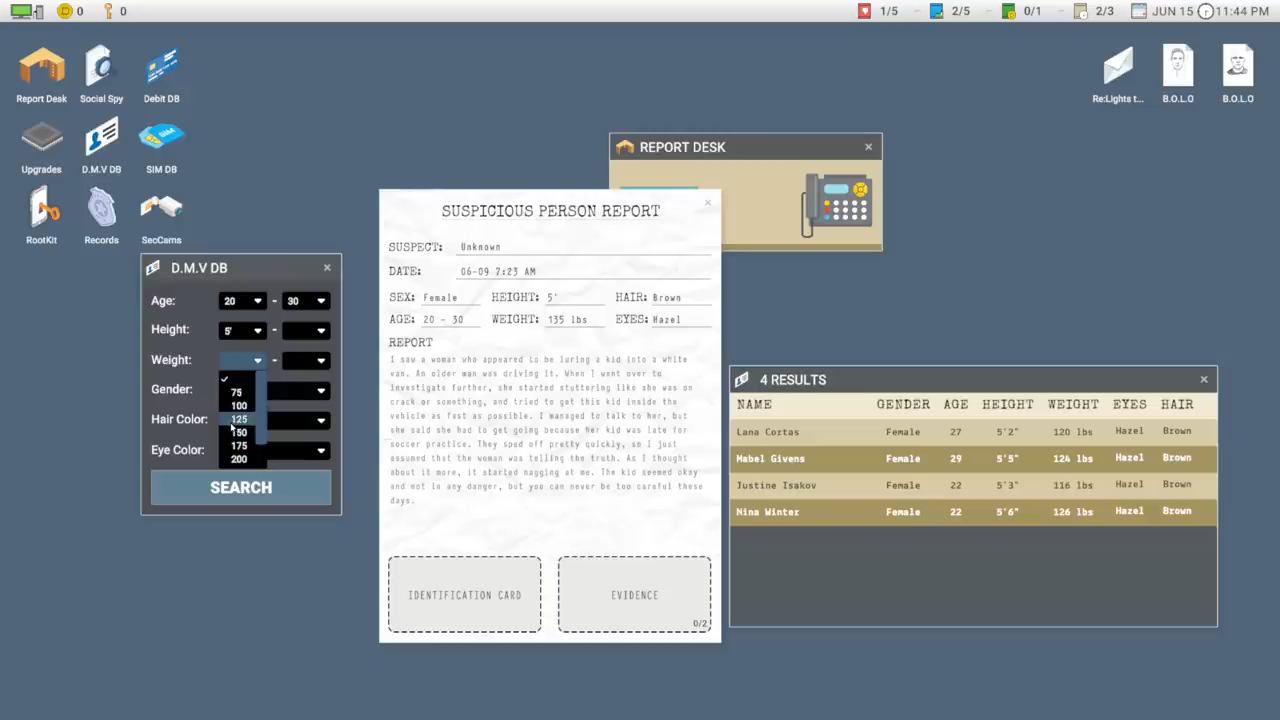 0
0
1/5
2/5
0/1
2/3
JUN 15
11:44 PM
Report Desk
Social Spy
Debit DB
Re:Lights t...
B.O.L.O
B.O.L.O
Upgrades
D.M.V DB
SIM DB
RootKit
Records
SecCams
REPORT DESK
SUSPICIOUS PERSON REPORT
SUSPECT: Unknown
DATE: 06-09 7:23 AM
SEX: Female HEIGHT: 5' HAIR: Brown
AGE: 20 - 30 WEIGHT: 135 lbs EYES: Hazel
REPORT
I saw a woman who appeared to be luring a kid into a white
van. An older man was driving it. When I went over to
investigate further, she started stuttering like she was on
crack or something, and tried to get this kid inside the
vehicle as fast as possible. I managed to talk to her, but
she said she had to get going because her kid was late for
soccer practice. They sped off pretty quickly, so I just
assumed that the woman was telling the truth. As I thought
about it more, it started nagging at me. The kid seemed okay
and not in any danger, but you can never be too careful these
days.
IDENTIFICATION CARD
EVIDENCE
0/2
D.M.V DB
Age: 20 - 30
Height: 5' -
Weight: -
75
100
125
150
175
200
Gender:
Hair Color:
Eye Color:
SEARCH
4 RESULTS
NAME GENDER AGE HEIGHT WEIGHT EYES HAIR
Lana Cortas Female 27 5'2" 120 lbs Hazel Brown
Mabel Givens Female 29 5'5" 124 lbs Hazel Brown
Justine Isakov Female 22 5'3" 116 lbs Hazel Brown
Nina Winter Female 22 5'6" 126 lbs Hazel Brown